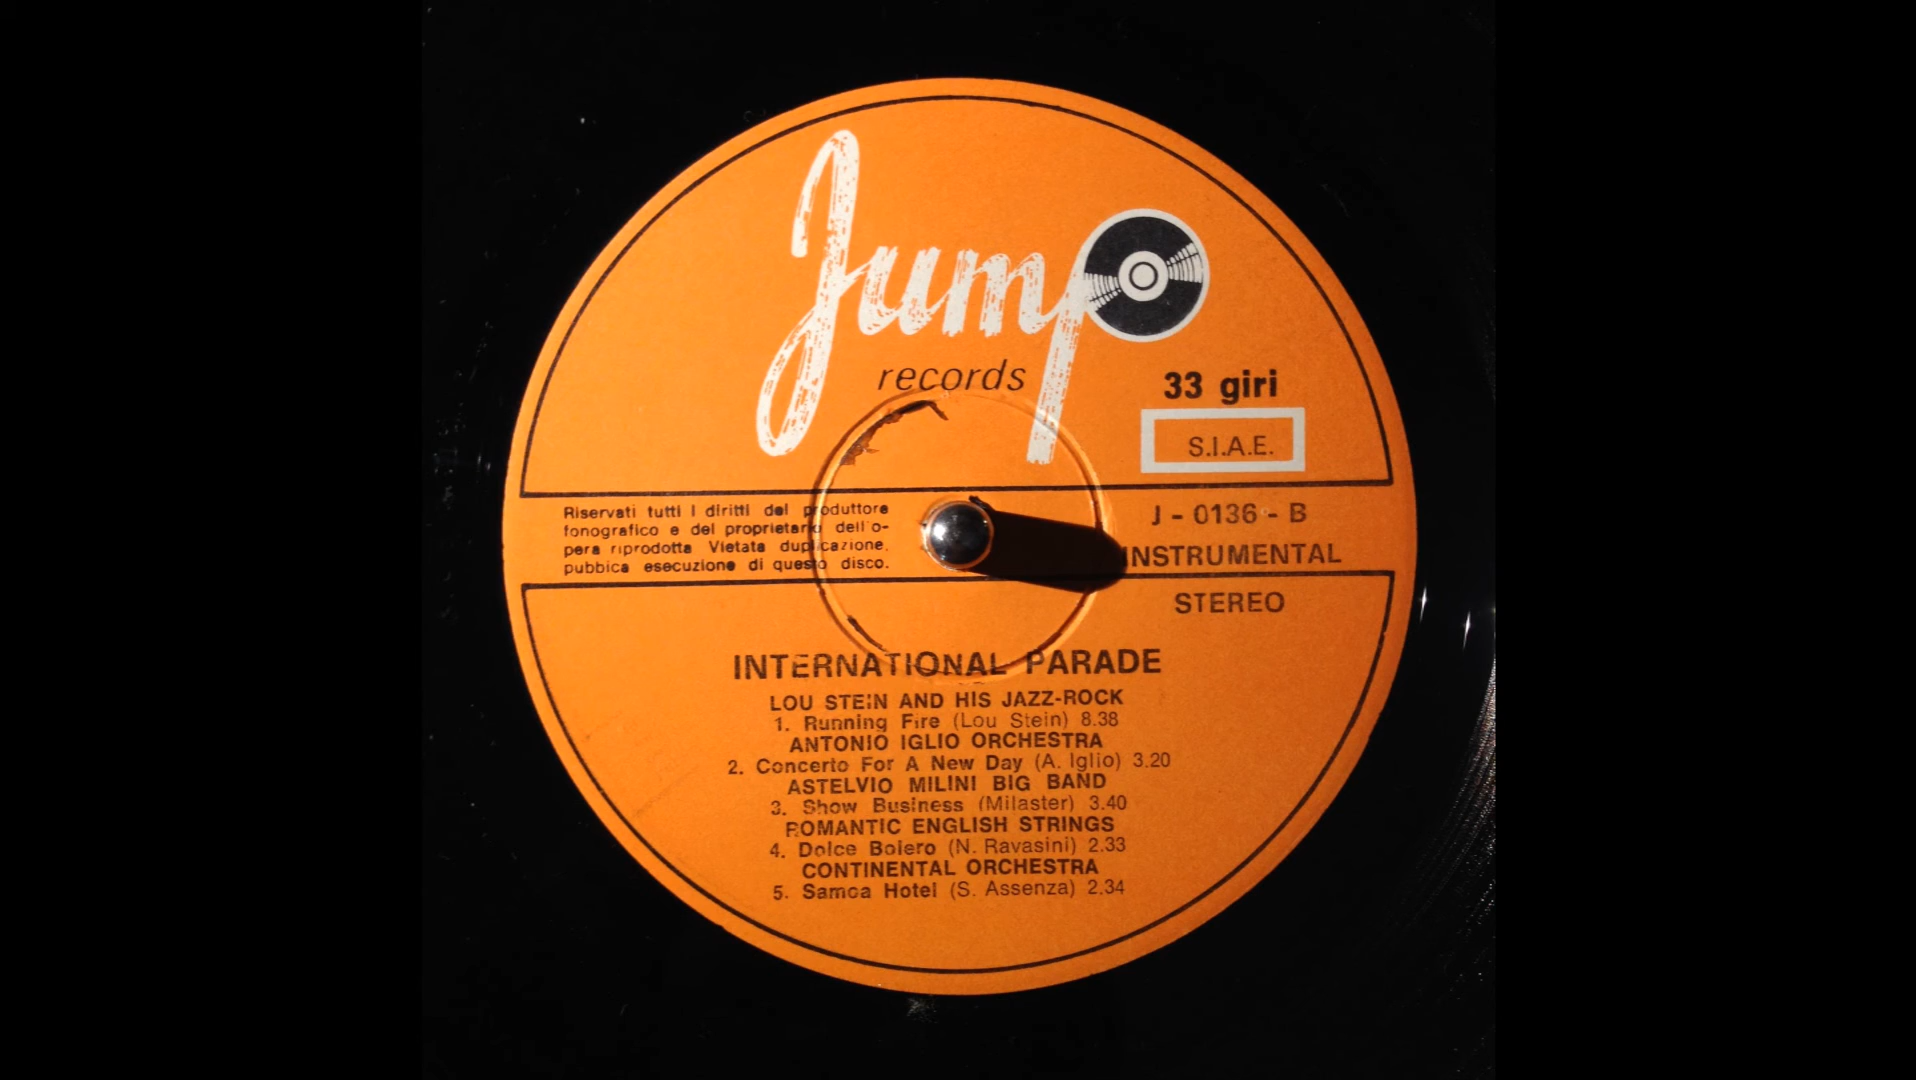 Jump
records
33 giri
S.I.A.E.
Riservati tutti i diritti del produttore
fonografico e del proprietario dell'o-
pera riprodotta Vietata duplicazione,
pubbica esecuzione di questo disco.
J - 0136 - B
INSTRUMENTAL
STEREO
INTERNATIONAL PARADE
LOU STEIN AND HIS JAZZ-ROCK
1. Running Fire (Lou Stein) 8.38
ANTONIO IGLIO ORCHESTRA
2. Concerto For A New Day (A. Iglio) 3.20
ASTELVIO MILINI BIG BAND
3. Show Business (Milaster) 3.40
ROMANTIC ENGLISH STRINGS
4. Dolce Bolero (N. Ravasini) 2.33
CONTINENTAL ORCHESTRA
5. Samoa Hotel (S. Assenza) 2.34